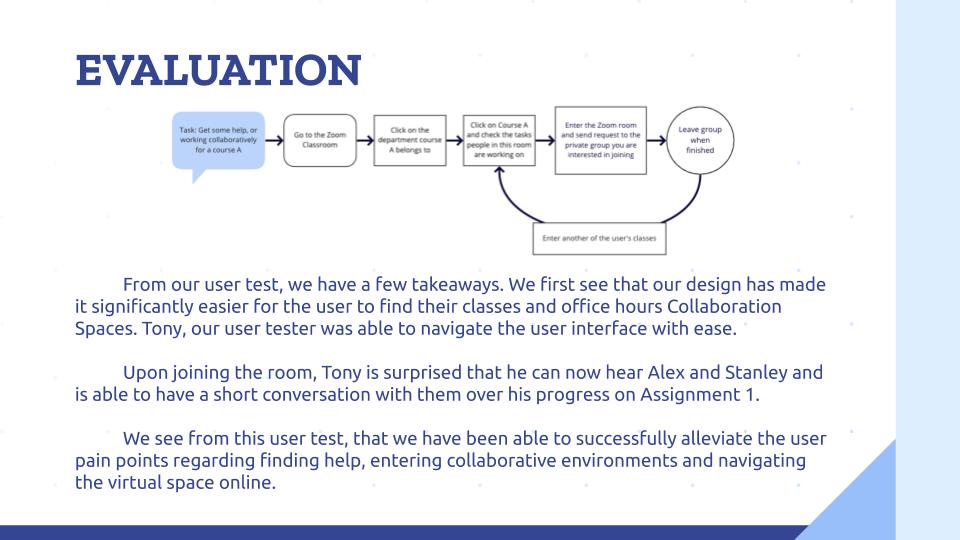 EVALUATION
Task: Get some help, or
working collaboratively
for a course A
Go to the Zoom
Classroom
Click on the
department course
A belongs to
Click on Course A
and check the tasks
people in this room
are working on
Enter the Zoom room
and send request to the
private group you are
interested in joining
Leave group
when
finished
Enter another of the user's classes
From our user test, we have a few takeaways. We first see that our design has made
it significantly easier for the user to find their classes and office hours Collaboration
Spaces. Tony, our user tester was able to navigate the user interface with ease.
Upon joining the room, Tony is surprised that he can now hear Alex and Stanley and
is able to have a short conversation with them over his progress on Assignment 1.
We see from this user test, that we have been able to successfully alleviate the user
pain points regarding finding help, entering collaborative environments and navigating
the virtual space online.